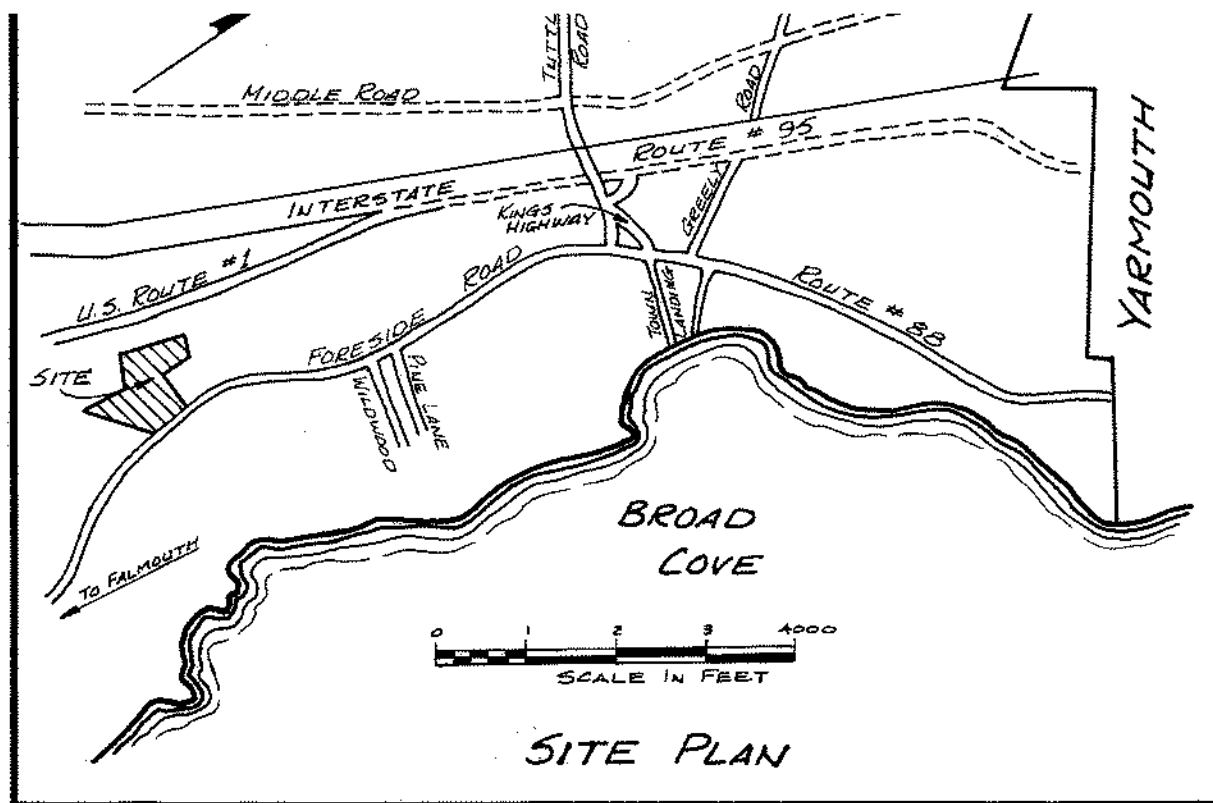 TUTTL
ROAD
MIDDLE ROAD
ROAD
GREELY
INTERSTATE ROUTE # 95
YARMOUTH
KINGS
HIGHWAY
U.S. ROUTE #1
FORESIDE ROAD
ROUTE # 88
TOWN
LANDING
SITE
WILDWOOD
PINE LANE
BROAD
COVE
TO FALMOUTH
0 1 2 3 4000
SCALE IN FEET
SITE PLAN